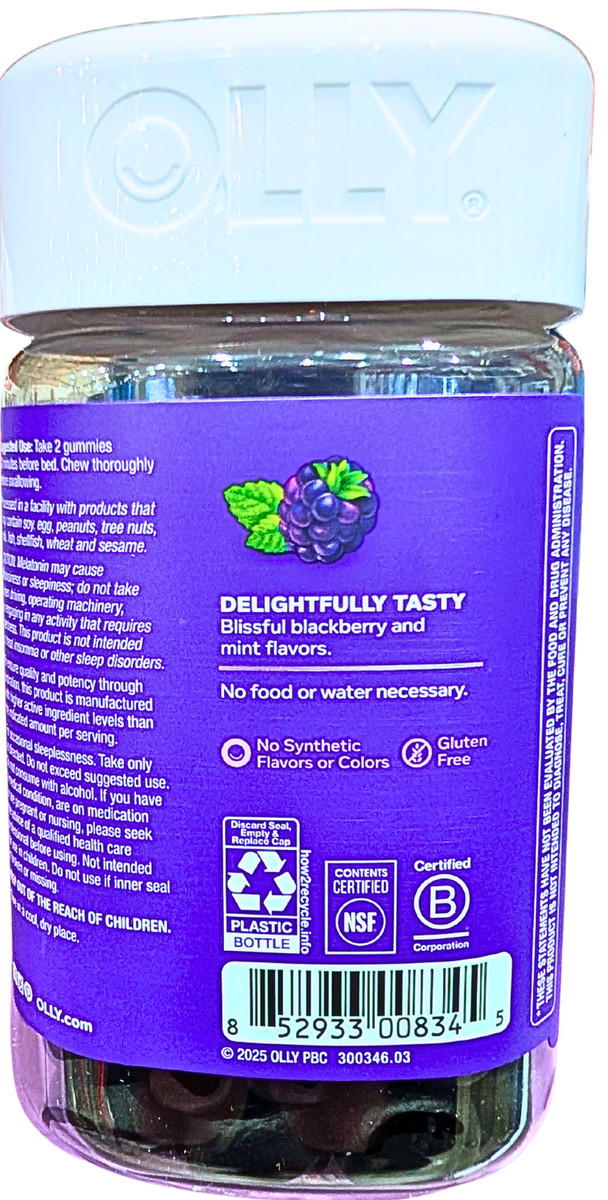 OLLY®
Suggested Use: Take 2 gummies
minutes before bed. Chew thoroughly
before swallowing.
Processed in a facility with products that
may contain soy, egg, peanuts, tree nuts,
fish, shellfish, wheat and sesame.
Melatonin may cause
or sleepiness; do not take
driving, operating machinery,
engaging in any activity that requires
This product is not intended
insomnia or other sleep disorders.
quality and potency through
this product is manufactured
higher active ingredient levels than
indicated amount per serving.
occasional sleeplessness. Take only
Do not exceed suggested use.
consume with alcohol. If you have
medical condition, are on medication
pregnant or nursing, please seek
of a qualified health care
before using. Not intended
in children. Do not use if inner seal
or missing.
OUT OF THE REACH OF CHILDREN.
a cool, dry place.
OLLY.com
DELIGHTFULLY TASTY
Blissful blackberry and
mint flavors.
No food or water necessary.
No Synthetic
Flavors or Colors
Gluten
Free
Discard Seal,
Empty &
Replace Cap
PLASTIC
BOTTLE
how2recycle.info
CONTENTS
CERTIFIED
NSF
Certified
B
Corporation
8 52933 00834 5
© 2025 OLLY PBC 300346.03
*THESE STATEMENTS HAVE NOT BEEN EVALUATED BY THE FOOD AND DRUG ADMINISTRATION.
THIS PRODUCT IS NOT INTENDED TO DIAGNOSE, TREAT, CURE OR PREVENT ANY DISEASE.